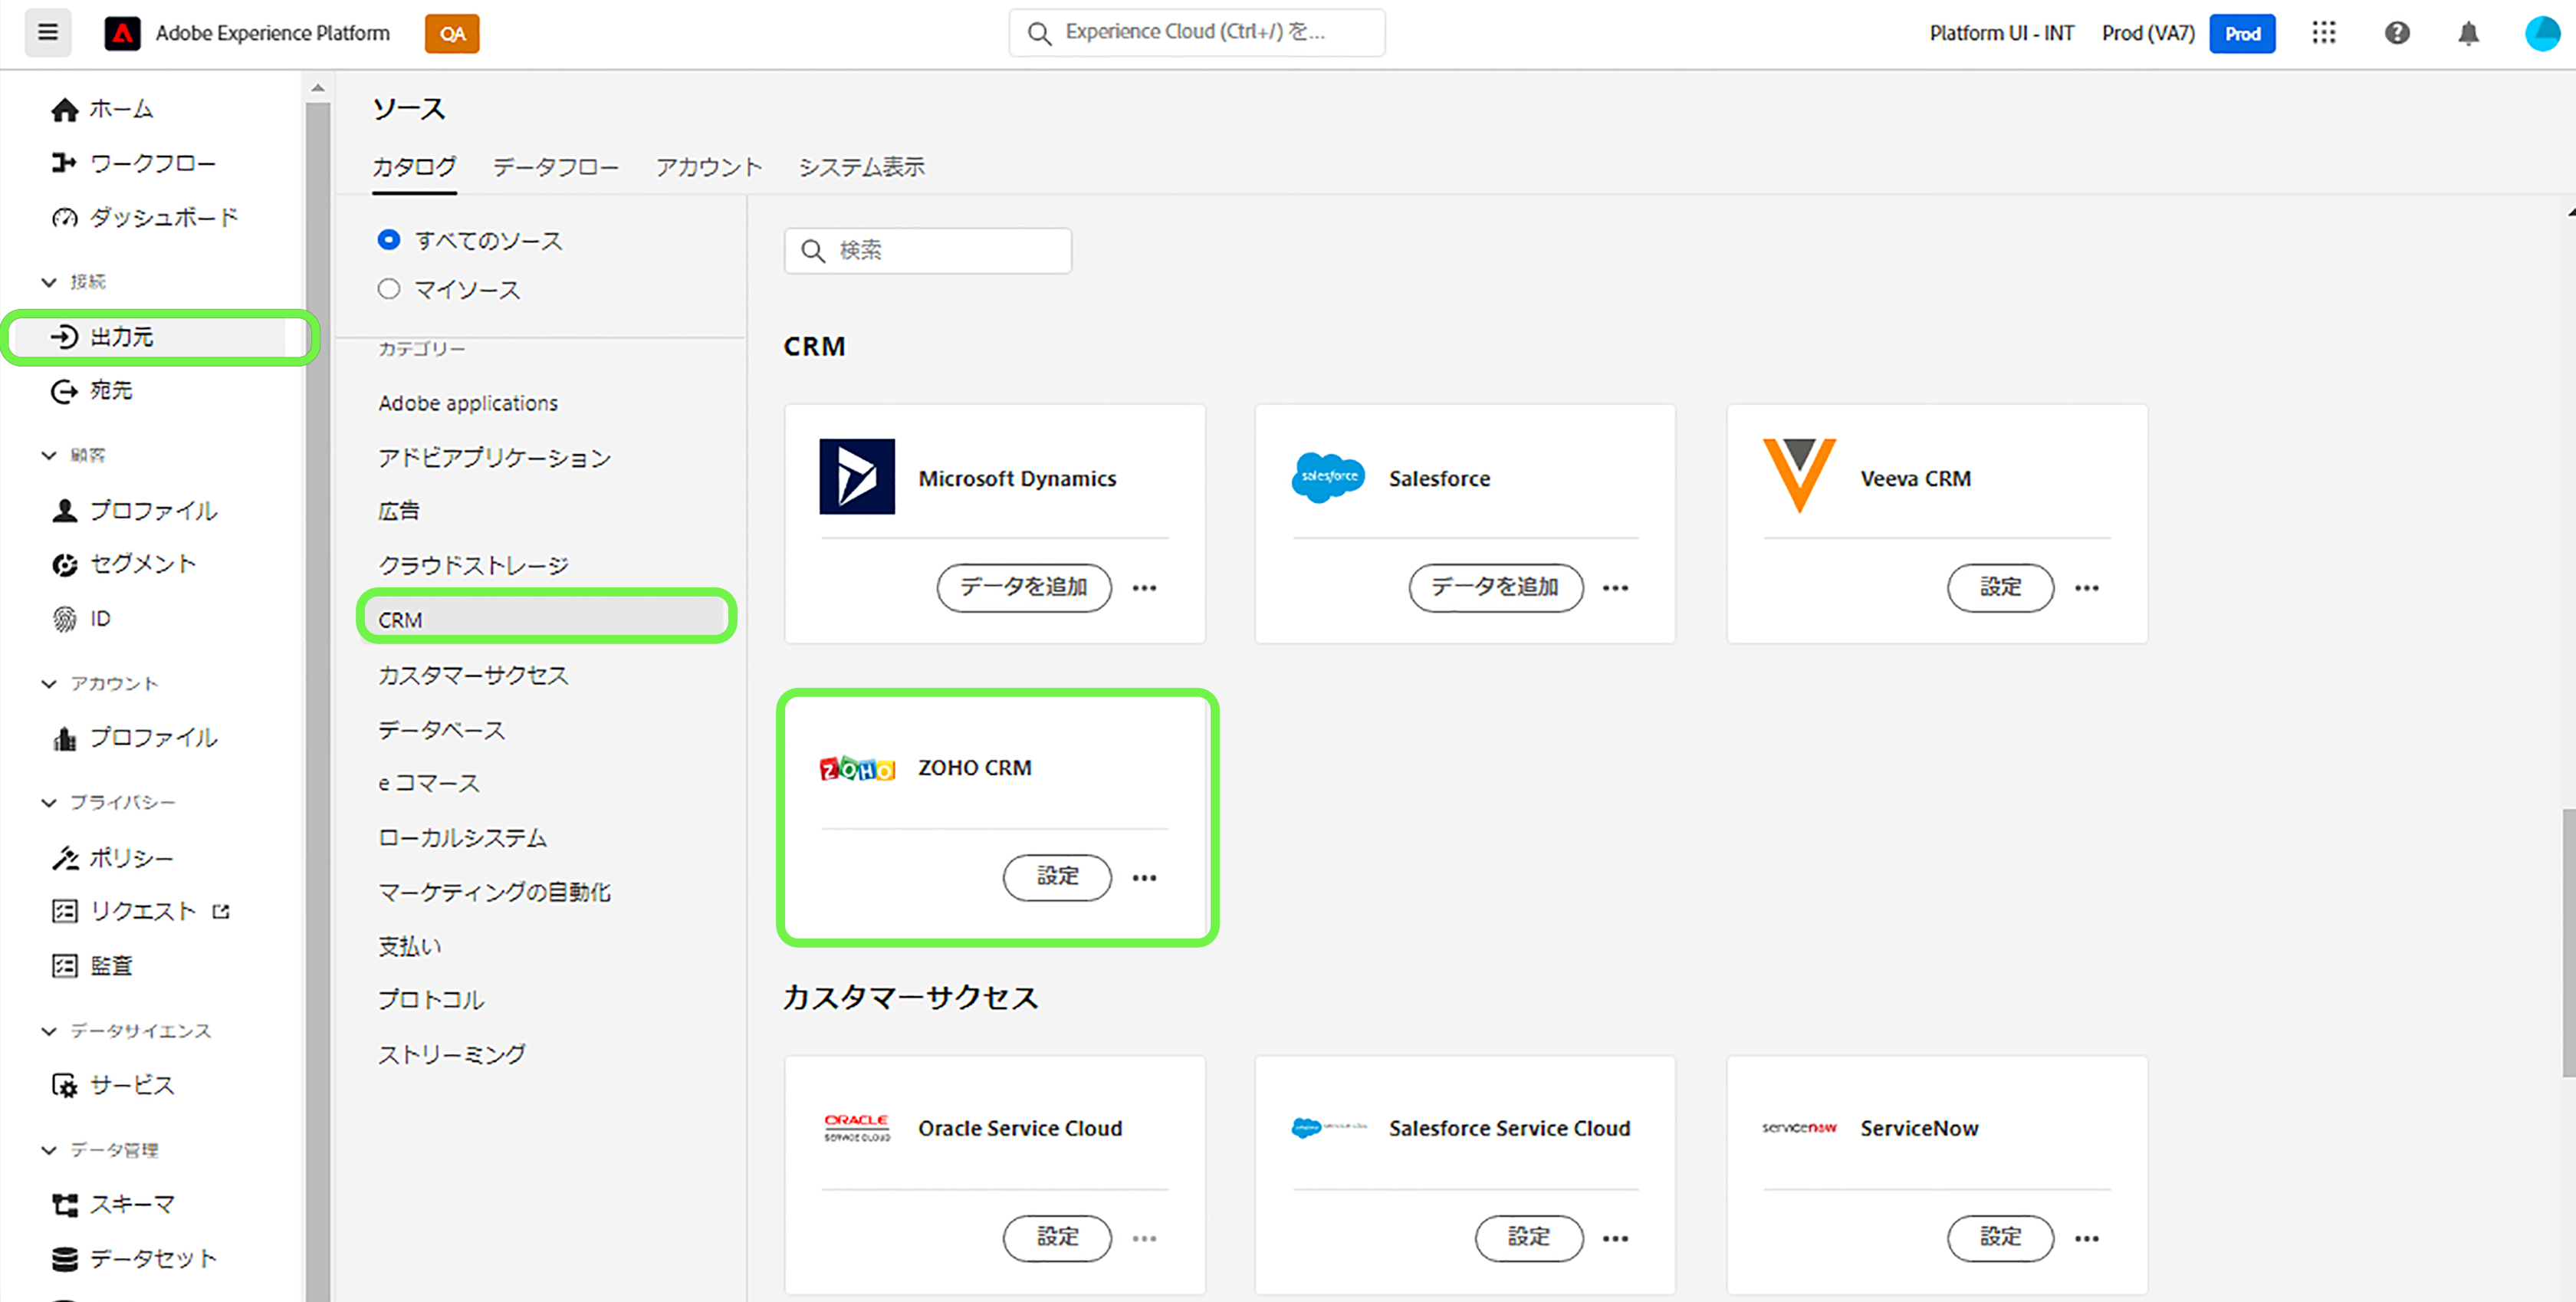 Adobe Experience Platform
QA
Experience Cloud (Ctrl+/) を...
Platform UI - INT
Prod (VA7)
Prod
ホーム
ワークフロー
ダッシュボード
接続
出力元
宛先
顧客
プロファイル
セグメント
ID
アカウント
プロファイル
プライバシー
ポリシー
リクエスト
監査
データサイエンス
サービス
データ管理
スキーマ
データセット
ソース
カタログ
データフロー
アカウント
システム表示
すべてのソース
マイソース
カテゴリー
Adobe applications
アドビアプリケーション
広告
クラウドストレージ
CRM
カスタマーサクセス
データベース
e コマース
ローカルシステム
マーケティングの自動化
支払い
プロトコル
ストリーミング
検索
CRM
Microsoft Dynamics
データを追加
salesforce
Salesforce
データを追加
Veeva CRM
設定
ZOHO
ZOHO CRM
設定
カスタマーサクセス
ORACLE
SERVICE CLOUD
Oracle Service Cloud
設定
Salesforce Service Cloud
設定
servicenow
ServiceNow
設定